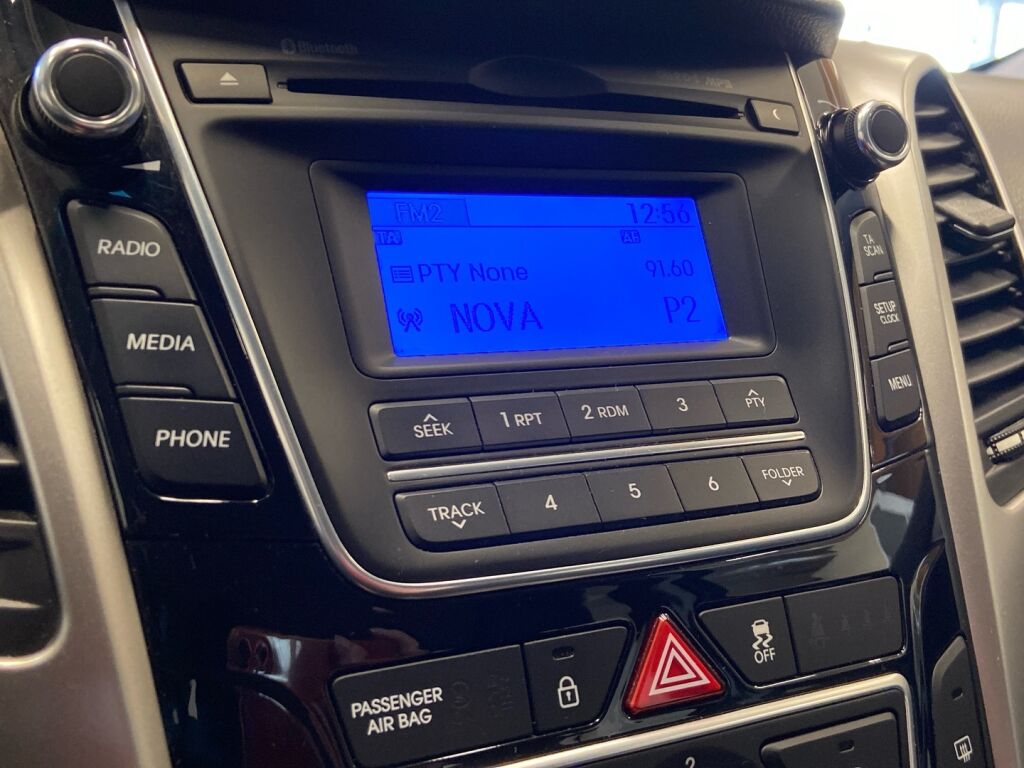 Bluetooth
MP3
FM2 12:56
TA AF
PTY None 91.60
NOVA P2
RADIO
MEDIA
PHONE
TA
SCAN
SETUP
CLOCK
MENU
SEEK 1 RPT 2 RDM 3 PTY
TRACK 4 5 6 FOLDER
PASSENGER
AIR BAG
OFF